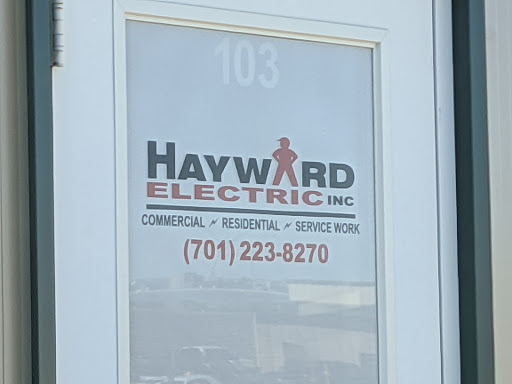 103
HAYWARD
ELECTRIC INC
COMMERCIAL ~ RESIDENTIAL ~ SERVICE WORK
(701) 223-8270